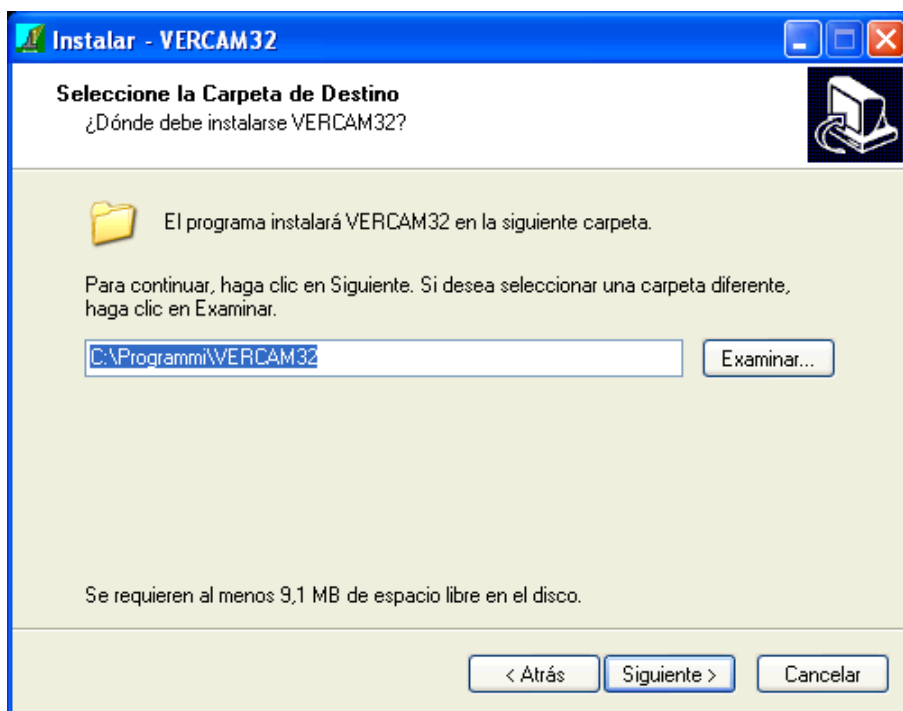 Instalar - VERCAM32
Seleccione la Carpeta de Destino
¿Dónde debe instalarse VERCAM32?
El programa instalará VERCAM32 en la siguiente carpeta.
Para continuar, haga clic en Siguiente. Si desea seleccionar una carpeta diferente,
haga clic en Examinar.
C:\Programmi\VERCAM32
Examinar...
Se requieren al menos 9,1 MB de espacio libre en el disco.
< Atrás
Siguiente >
Cancelar